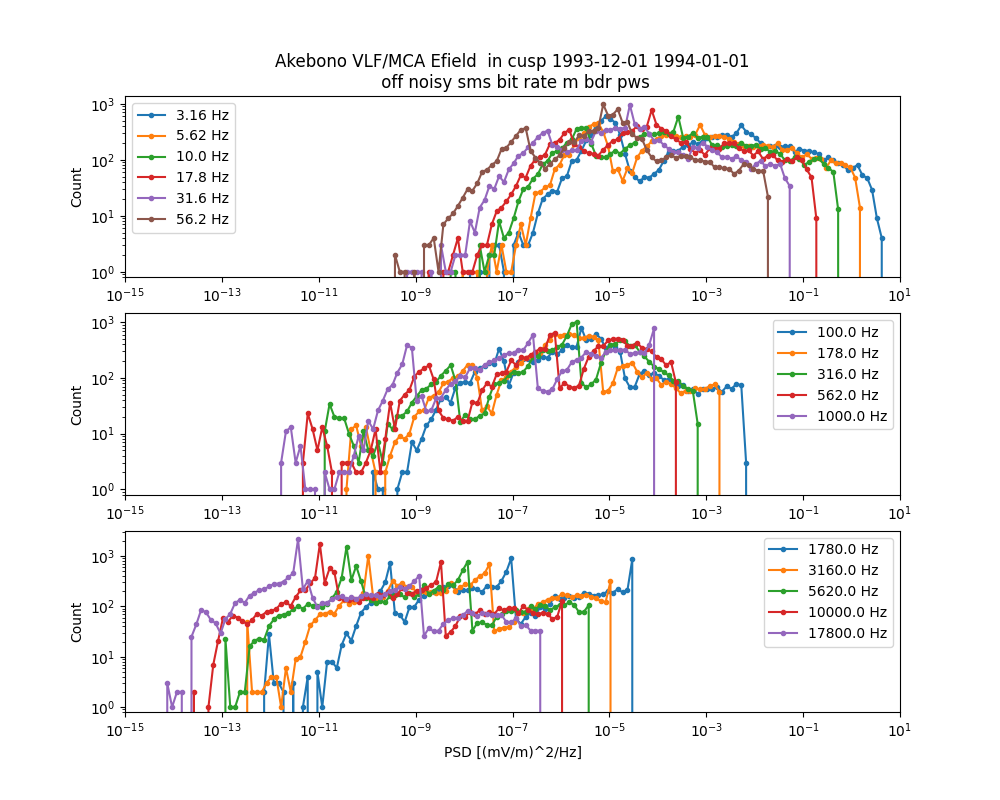 Akebono VLF/MCA Efield  in cusp 1993-12-01 1994-01-01
off noisy sms bit rate m bdr pws
Count
10³
10²
10¹
10⁰
3.16 Hz
5.62 Hz
10.0 Hz
17.8 Hz
31.6 Hz
56.2 Hz
10⁻¹⁵ 10⁻¹³ 10⁻¹¹ 10⁻⁹ 10⁻⁷ 10⁻⁵ 10⁻³ 10⁻¹ 10¹
Count
10³
10²
10¹
10⁰
100.0 Hz
178.0 Hz
316.0 Hz
562.0 Hz
1000.0 Hz
10⁻¹⁵ 10⁻¹³ 10⁻¹¹ 10⁻⁹ 10⁻⁷ 10⁻⁵ 10⁻³ 10⁻¹ 10¹
Count
10³
10²
10¹
10⁰
1780.0 Hz
3160.0 Hz
5620.0 Hz
10000.0 Hz
17800.0 Hz
10⁻¹⁵ 10⁻¹³ 10⁻¹¹ 10⁻⁹ 10⁻⁷ 10⁻⁵ 10⁻³ 10⁻¹ 10¹
PSD [(mV/m)^2/Hz]